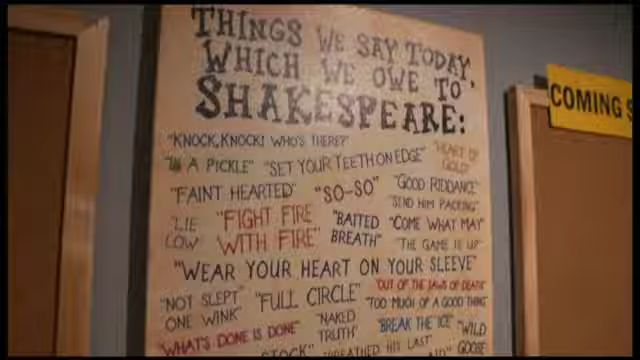 THINGS WE SAY TODAY,
WHICH WE OWE TO
SHAKESPEARE:
"KNOCK, KNOCK! WHO'S THERE?"
"IN A PICKLE" "SET YOUR TEETH ON EDGE" "HEART OF GOLD"
"FAINT HEARTED" "SO-SO" "GOOD RIDDANCE"
"SEND HIM PACKING"
"LIE LOW" "FIGHT FIRE WITH FIRE" "BAITED BREATH" "COME WHAT MAY"
"THE GAME IS UP"
"WEAR YOUR HEART ON YOUR SLEEVE"
"NOT SLEPT ONE WINK" "FULL CIRCLE" "OUT OF THE JAWS OF DEATH"
"TOO MUCH OF A GOOD THING"
"WHAT'S DONE IS DONE" "NAKED TRUTH" "BREAK THE ICE" "WILD GOOSE
STOCK" "BREATHED HIS LAST
COMING S